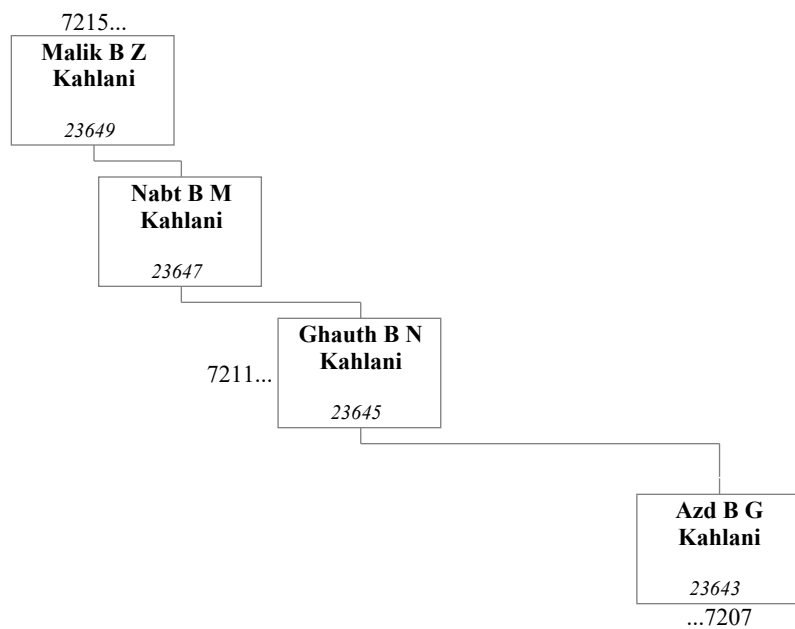 7215...
Malik B Z
Kahlani
23649
Nabt B M
Kahlani
23647
Ghauth B N
Kahlani
7211...
23645
Azd B G
Kahlani
23643
...7207